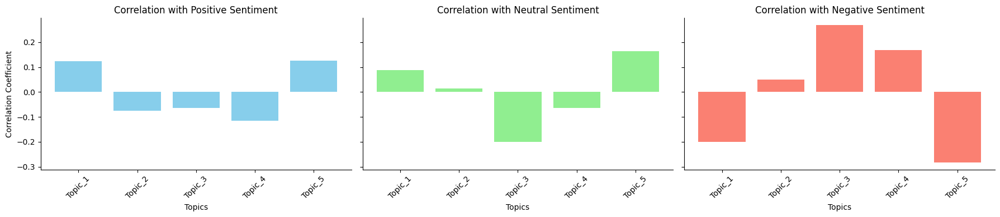 Correlation with Positive Sentiment
Correlation with Neutral Sentiment
Correlation with Negative Sentiment
Correlation Coefficient
0.2
0.1
0.0
−0.1
−0.2
−0.3
Topic_1
Topic_2
Topic_3
Topic_4
Topic_5
Topics
Topic_1
Topic_2
Topic_3
Topic_4
Topic_5
Topics
Topic_1
Topic_2
Topic_3
Topic_4
Topic_5
Topics